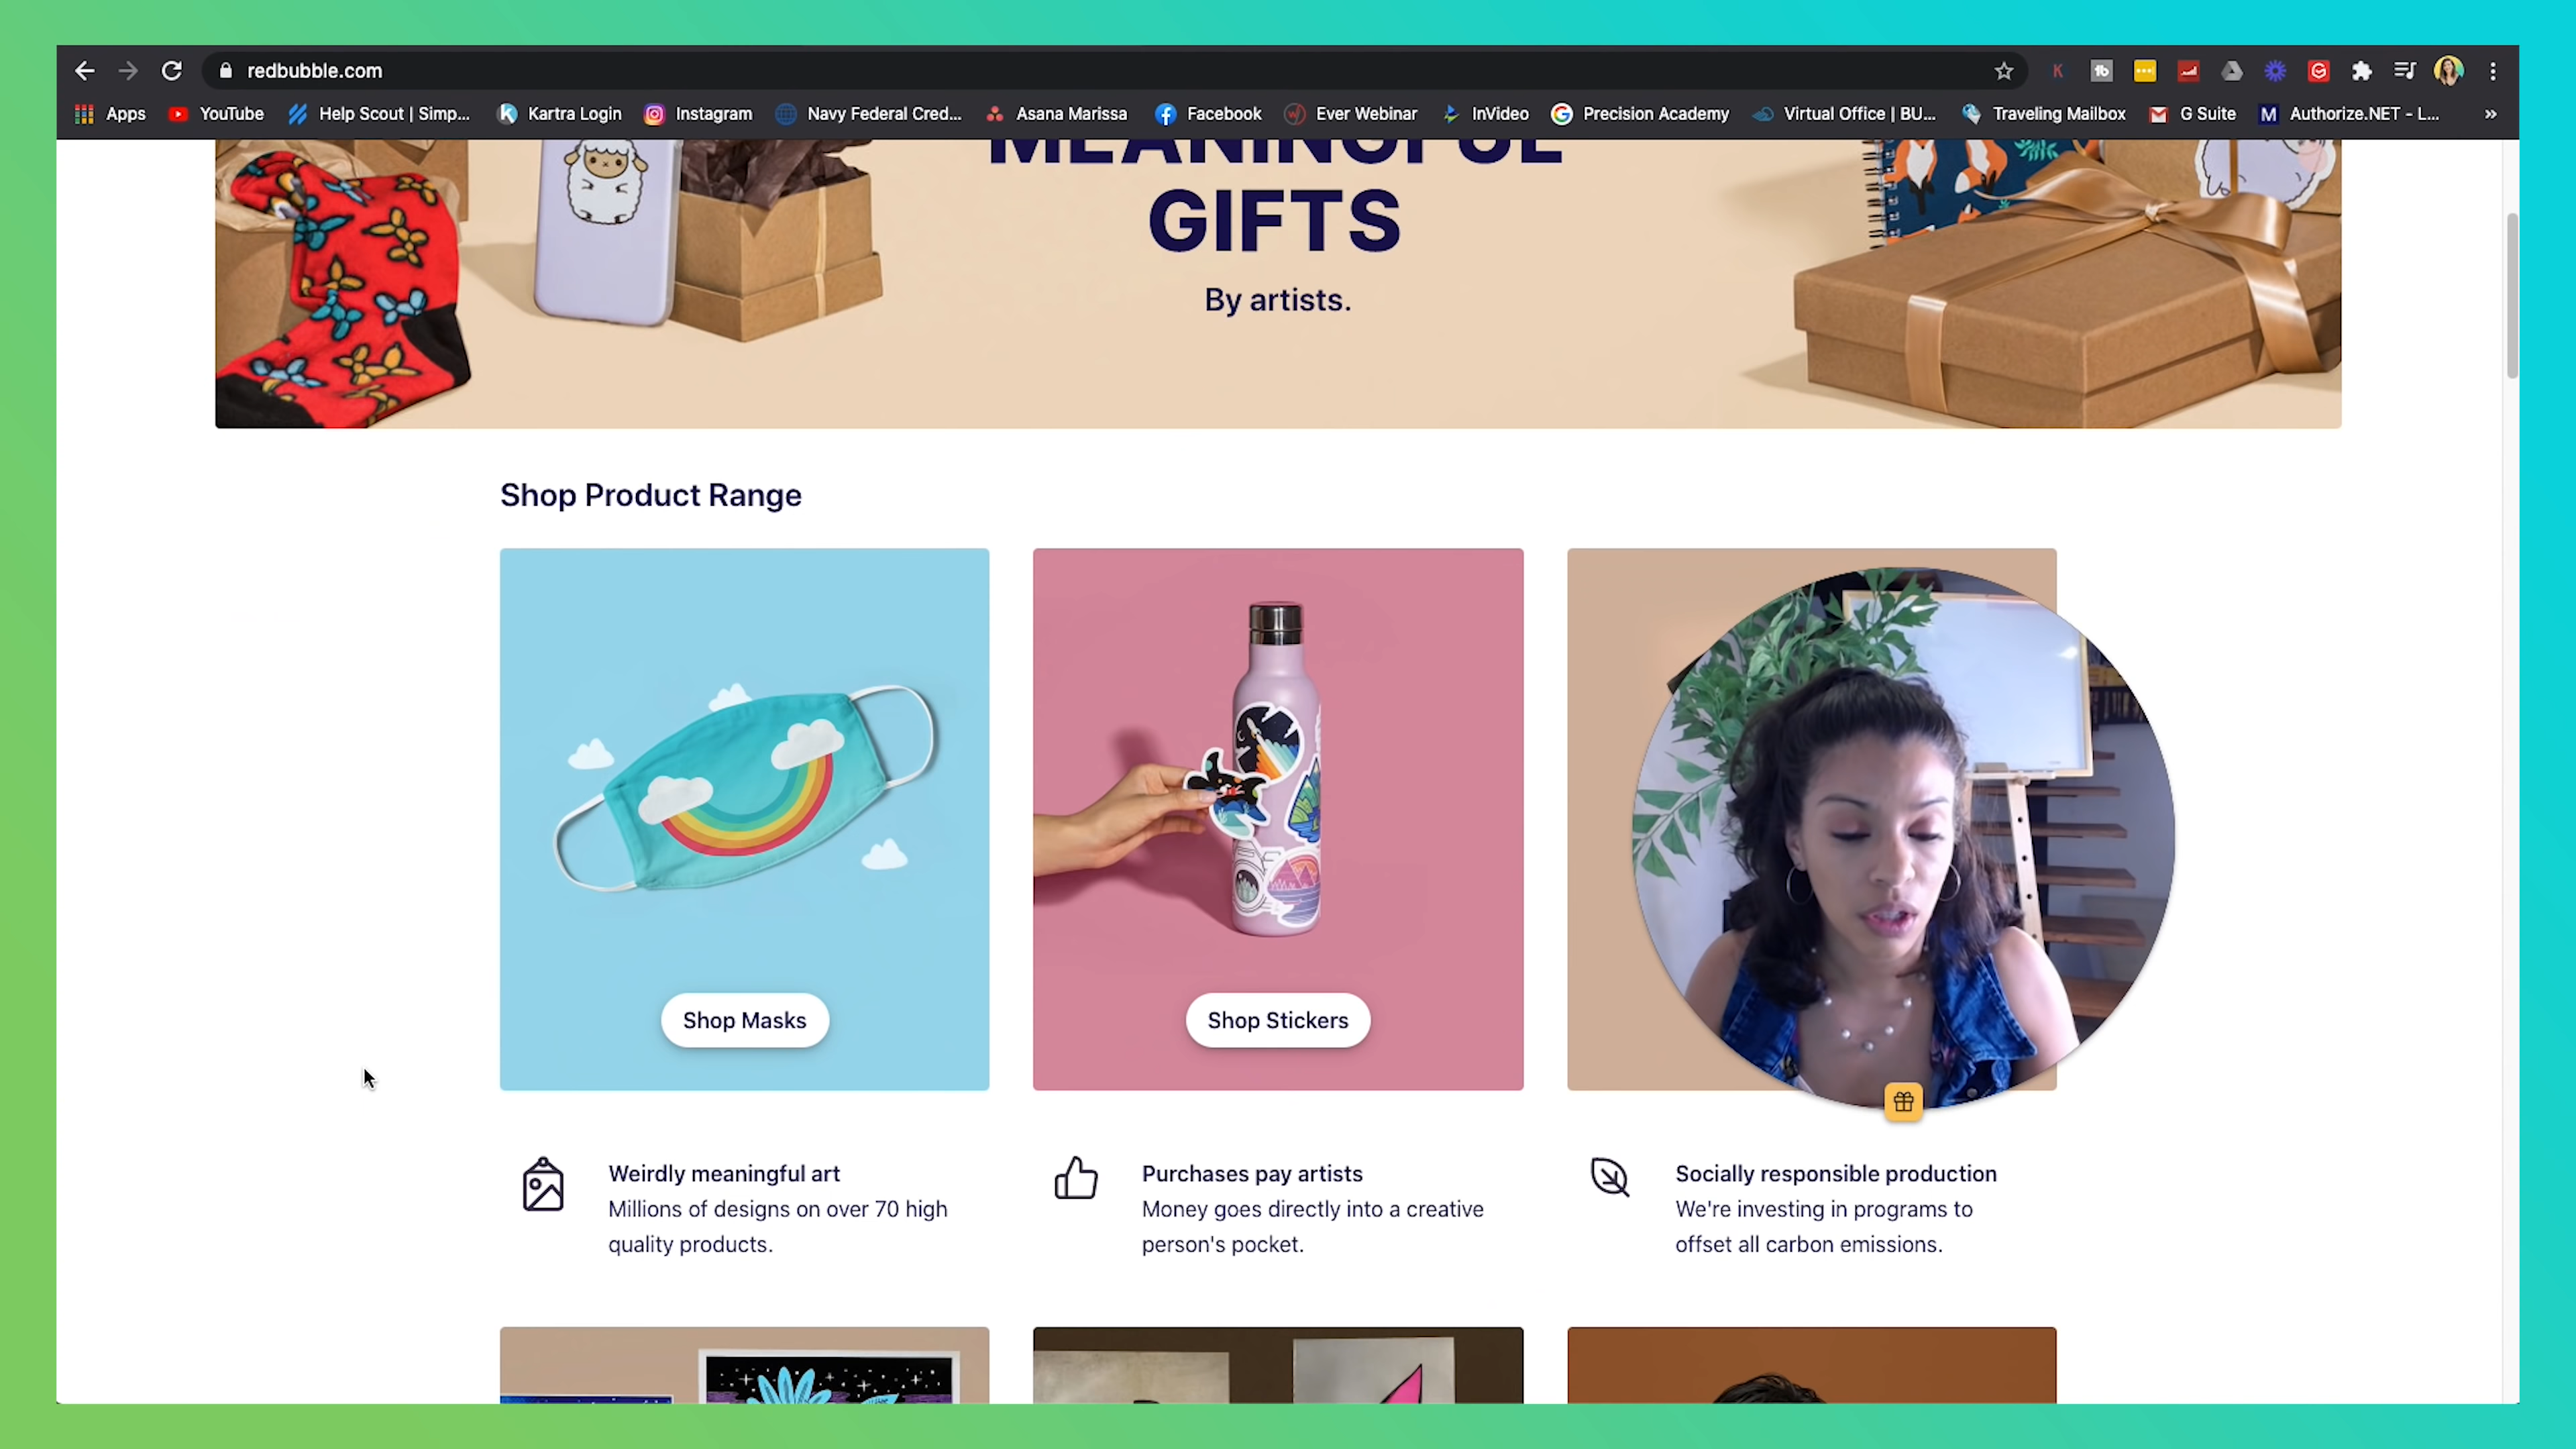 redbubble.com
Apps YouTube Help Scout | Simp... Kartra Login Instagram Navy Federal Cred... Asana Marissa Facebook Ever Webinar InVideo Precision Academy Virtual Office | BU... Traveling Mailbox G Suite Authorize.NET - L... »
MEANINGFUL
GIFTS
By artists.
Shop Product Range
Shop Masks
Shop Stickers
Weirdly meaningful art
Millions of designs on over 70 high
quality products.
Purchases pay artists
Money goes directly into a creative
person's pocket.
Socially responsible production
We're investing in programs to
offset all carbon emissions.